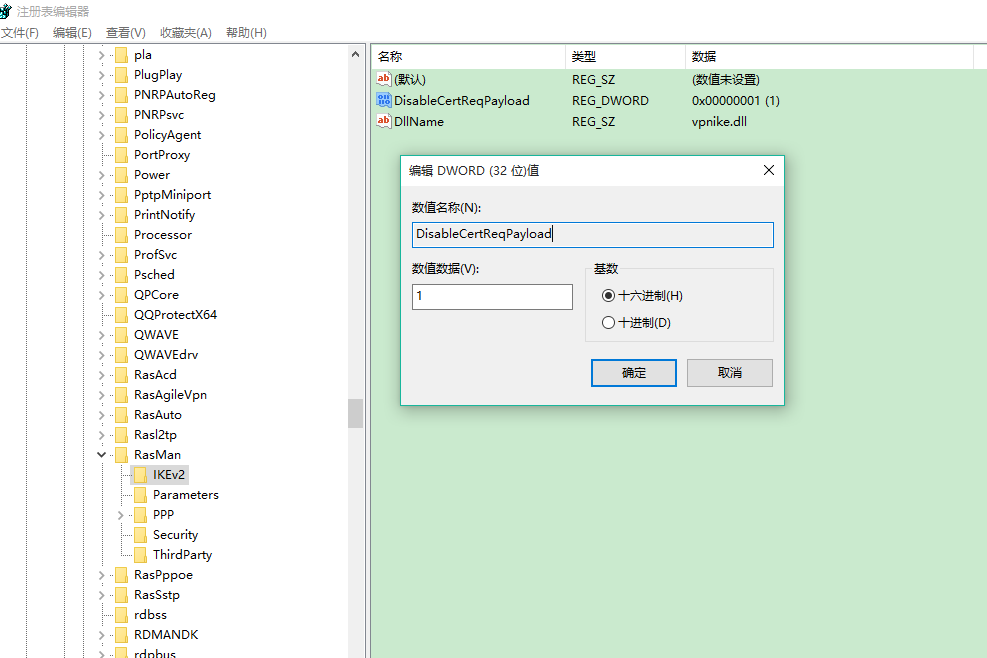 注册表编辑器
文件(F) 编辑(E) 查看(V) 收藏夹(A) 帮助(H)
pla
PlugPlay
PNRPAutoReg
PNRPsvc
PolicyAgent
PortProxy
Power
PptpMiniport
PrintNotify
Processor
ProfSvc
Psched
QPCore
QQProtectX64
QWAVE
QWAVEdrv
RasAcd
RasAgileVpn
RasAuto
Rasl2tp
RasMan
IKEv2
Parameters
PPP
Security
ThirdParty
RasPppoe
RasSstp
rdbss
RDMANDK
rdpbus
名称 类型 数据
(默认) REG_SZ (数值未设置)
DisableCertReqPayload REG_DWORD 0x00000001 (1)
DllName REG_SZ vpnike.dll
编辑 DWORD (32 位)值
数值名称(N):
DisableCertReqPayload
数值数据(V):
1
基数
十六进制(H)
十进制(D)
确定 取消